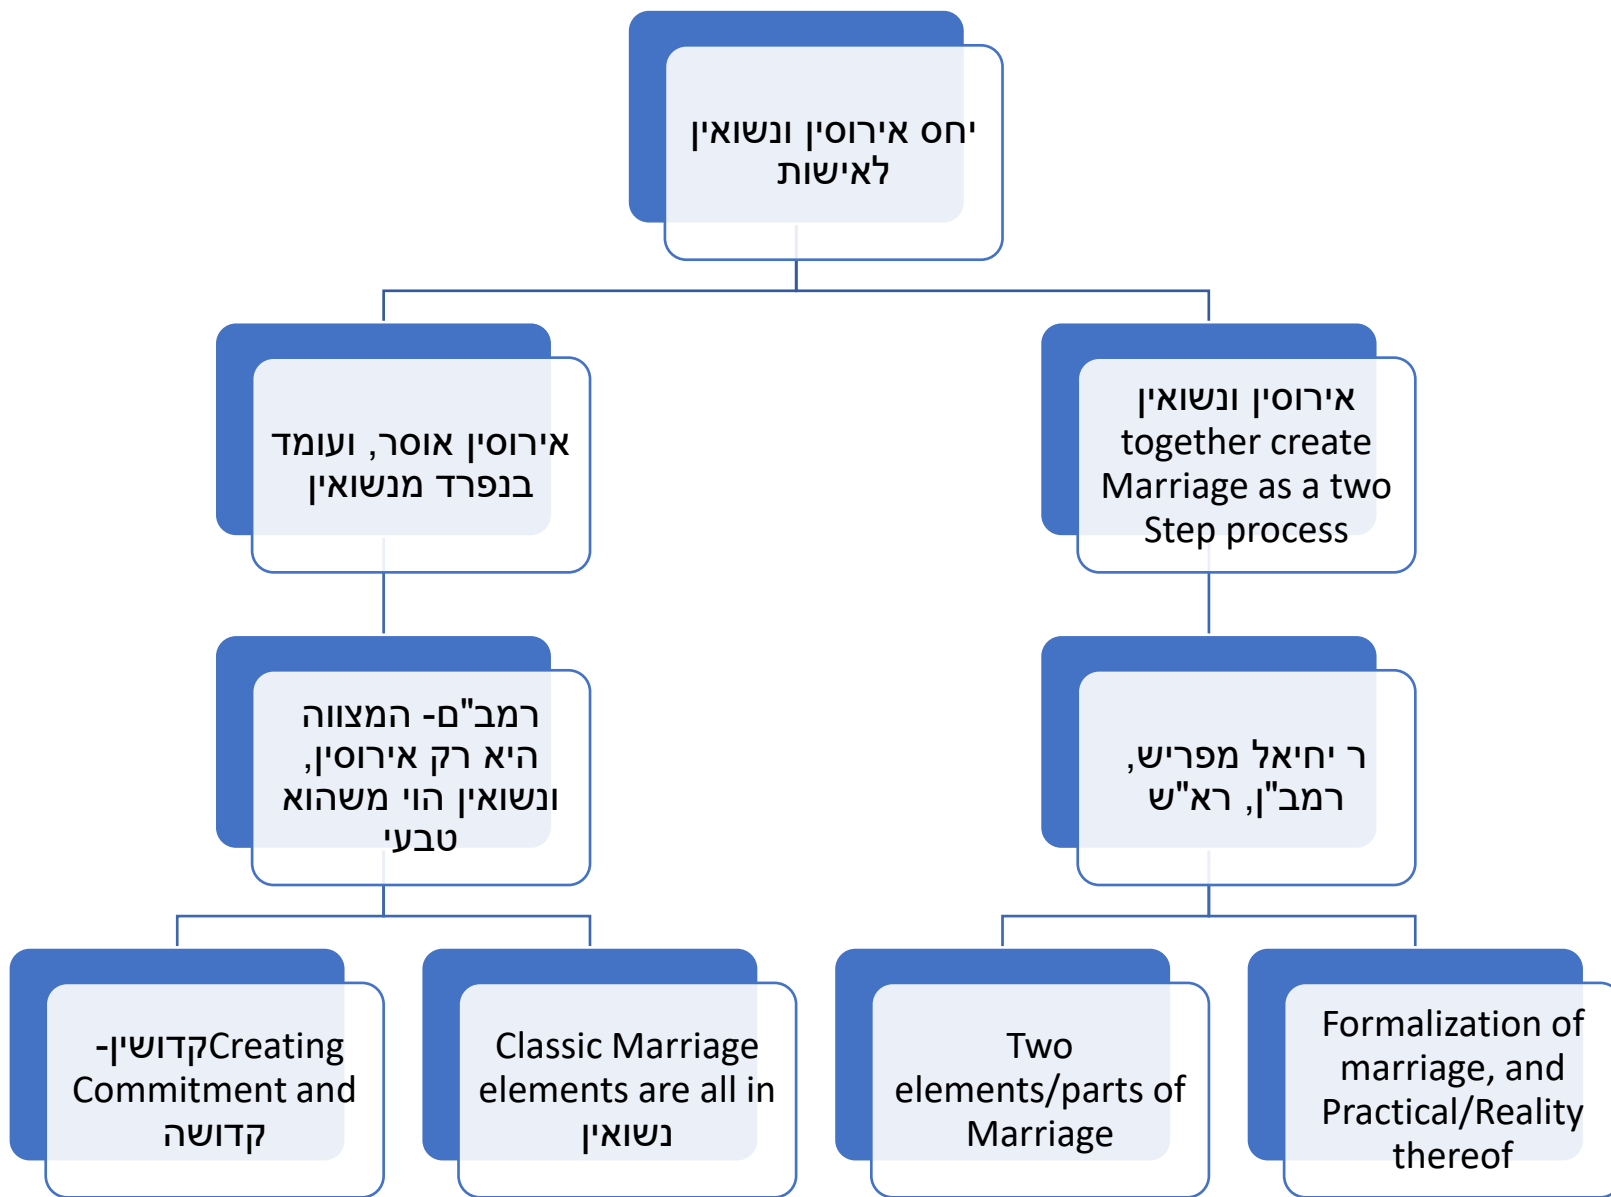 יחס אירוסין ונשואין
לאישות
אירוסין אוסר, ועומד
בנפרד מנשואין
אירוסין ונשואין
together create
Marriage as a two
Step process
רמב"ם- המצווה
היא רק אירוסין,
ונשואין הוי משהוא
טבעי
ר יחיאל מפריש,
רמב"ן, רא"ש
קדושין- Creating
Commitment and
קדושה
Classic Marriage
elements are all in
נשואין
Two
elements/parts of
Marriage
Formalization of
marriage, and
Practical/Reality
thereof